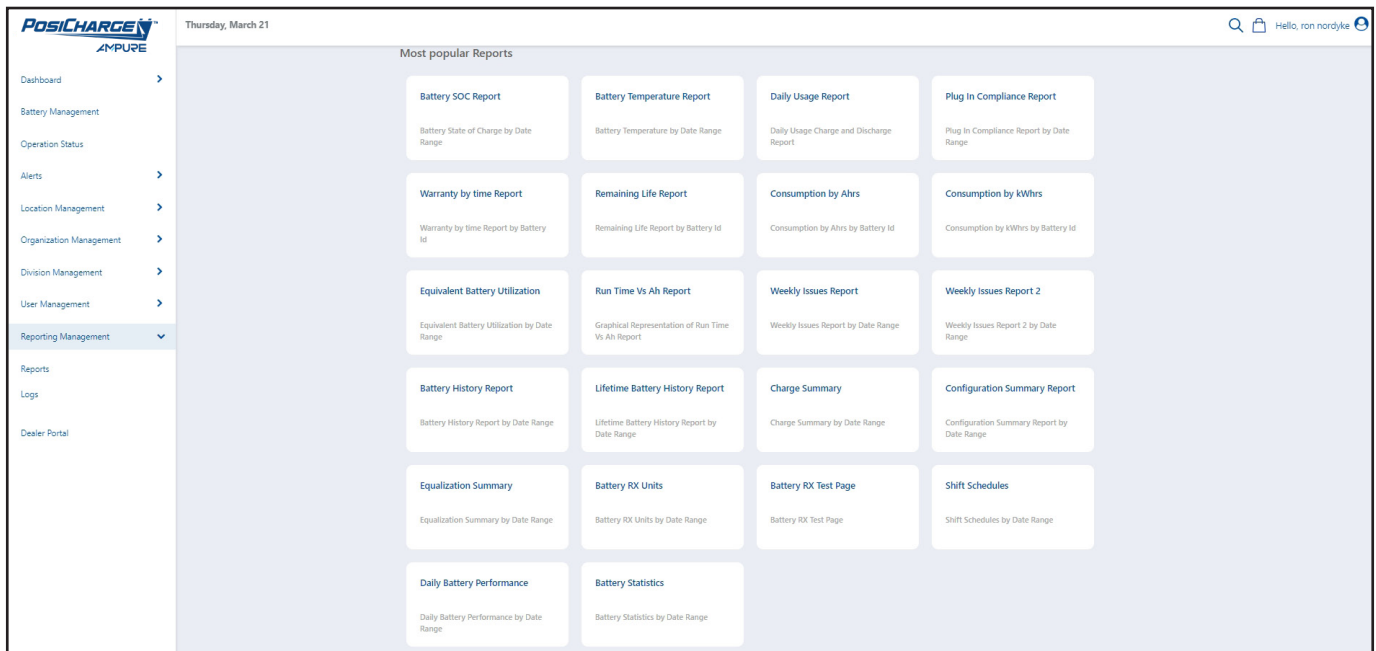 POSICHARGE™
AMPURE
Thursday, March 21
Hello, ron nordyke
Dashboard
Battery Management
Operation Status
Alerts
Location Management
Organization Management
Division Management
User Management
Reporting Management
Reports
Logs
Dealer Portal
Most popular Reports
Battery SOC Report
Battery State of Charge by Date
Range
Battery Temperature Report
Battery Temperature by Date Range
Daily Usage Report
Daily Usage Charge and Discharge
Report
Plug In Compliance Report
Plug In Compliance Report by Date
Range
Warranty by time Report
Warranty by time Report by Battery
Id
Remaining Life Report
Remaining Life Report by Battery Id
Consumption by Ahrs
Consumption by Ahrs by Battery Id
Consumption by kWhrs
Consumption by kWhrs by Battery Id
Equivalent Battery Utilization
Equivalent Battery Utilization by Date
Range
Run Time Vs Ah Report
Graphical Representation of Run Time
Vs Ah Report
Weekly Issues Report
Weekly Issues Report by Date Range
Weekly Issues Report 2
Weekly Issues Report 2 by Date
Range
Battery History Report
Battery History Report by Date Range
Lifetime Battery History Report
Lifetime Battery History Report by
Date Range
Charge Summary
Charge Summary by Date Range
Configuration Summary Report
Configuration Summary Report by
Date Range
Equalization Summary
Equalization Summary by Date Range
Battery RX Units
Battery RX Units by Date Range
Battery RX Test Page
Battery RX Test Page
Shift Schedules
Shift Schedules by Date Range
Daily Battery Performance
Daily Battery Performance by Date
Range
Battery Statistics
Battery Statistics by Date Range